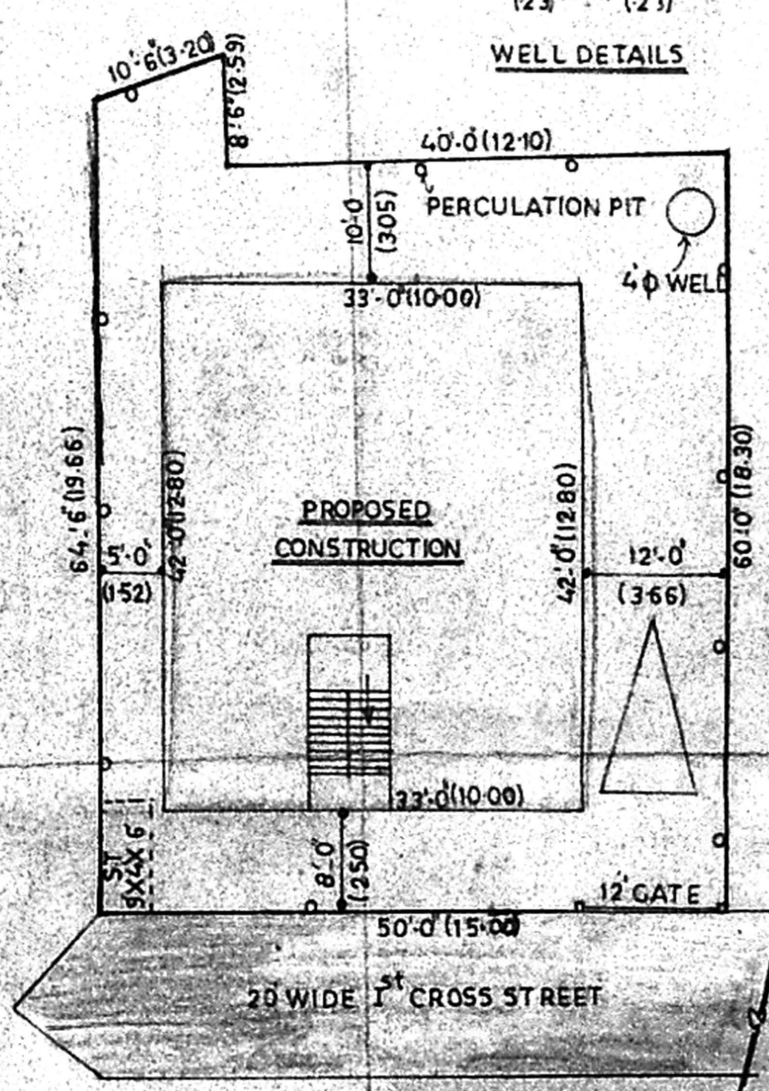 (·23) (·23)
WELL DETAILS
10'-6"(3·20)
8'-6"(2·59)
40'-0(12·10)
10'-0
(3·05)
PERCULATION PIT
4'ɸ WELL
33'-0"(10·00)
64'-6"(19.66)
42'-0"(12·80)
PROPOSED
CONSTRUCTION
42'-0"(12.80)
60'-0"(18.30)
5'-0"
(1·52)
12'-0"
(3·66)
33'-0"(10·00)
ST
9X4X6'
8'-0"
(2·50)
12' GATE
50'-0"(15·00)
20 WIDE Ist CROSS STREET